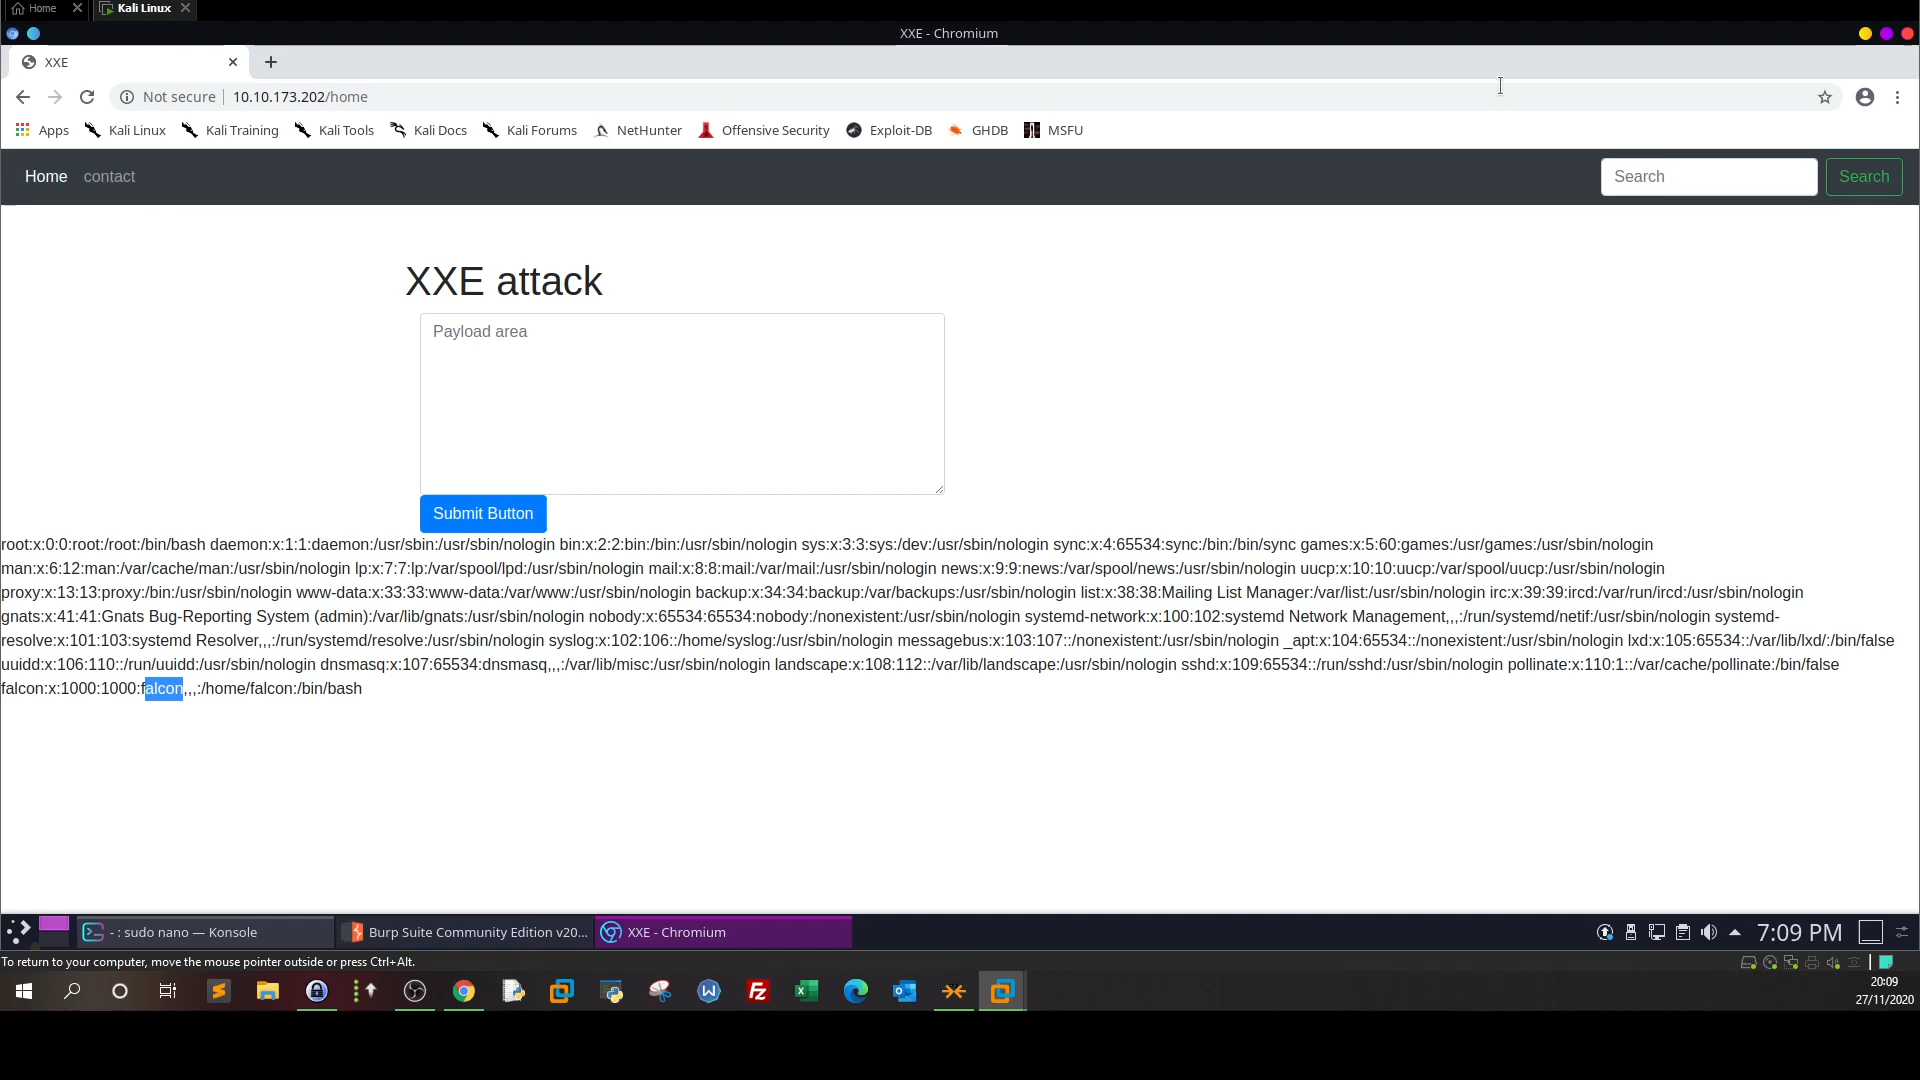 Home
Kali Linux
XXE - Chromium
XXE
Not secure
10.10.173.202/home
Apps
Kali Linux
Kali Training
Kali Tools
Kali Docs
Kali Forums
NetHunter
Offensive Security
Exploit-DB
GHDB
MSFU
Home
contact
Search
Search
XXE attack
Payload area
Submit Button
root:x:0:0:root:/root:/bin/bash daemon:x:1:1:daemon:/usr/sbin:/usr/sbin/nologin bin:x:2:2:bin:/bin:/usr/sbin/nologin sys:x:3:3:sys:/dev:/usr/sbin/nologin sync:x:4:65534:sync:/bin:/bin/sync games:x:5:60:games:/usr/games:/usr/sbin/nologin
man:x:6:12:man:/var/cache/man:/usr/sbin/nologin lp:x:7:7:lp:/var/spool/lpd:/usr/sbin/nologin mail:x:8:8:mail:/var/mail:/usr/sbin/nologin news:x:9:9:news:/var/spool/news:/usr/sbin/nologin uucp:x:10:10:uucp:/var/spool/uucp:/usr/sbin/nologin
proxy:x:13:13:proxy:/bin:/usr/sbin/nologin www-data:x:33:33:www-data:/var/www:/usr/sbin/nologin backup:x:34:34:backup:/var/backups:/usr/sbin/nologin list:x:38:38:Mailing List Manager:/var/list:/usr/sbin/nologin irc:x:39:39:ircd:/var/run/ircd:/usr/sbin/nologin
gnats:x:41:41:Gnats Bug-Reporting System (admin):/var/lib/gnats:/usr/sbin/nologin nobody:x:65534:65534:nobody:/nonexistent:/usr/sbin/nologin systemd-network:x:100:102:systemd Network Management,,,:/run/systemd/netif:/usr/sbin/nologin systemd-
resolve:x:101:103:systemd Resolver,,,:/run/systemd/resolve:/usr/sbin/nologin syslog:x:102:106::/home/syslog:/usr/sbin/nologin messagebus:x:103:107::/nonexistent:/usr/sbin/nologin _apt:x:104:65534::/nonexistent:/usr/sbin/nologin lxd:x:105:65534::/var/lib/lxd/:/bin/false
uuidd:x:106:110::/run/uuidd:/usr/sbin/nologin dnsmasq:x:107:65534:dnsmasq,,,:/var/lib/misc:/usr/sbin/nologin landscape:x:108:112::/var/lib/landscape:/usr/sbin/nologin sshd:x:109:65534::/run/sshd:/usr/sbin/nologin pollinate:x:110:1::/var/cache/pollinate:/bin/false
falcon:x:1000:1000:falcon,,,:/home/falcon:/bin/bash
- : sudo nano — Konsole
Burp Suite Community Edition v20...
XXE - Chromium
7:09 PM
To return to your computer, move the mouse pointer outside or press Ctrl+Alt.
20:09
27/11/2020